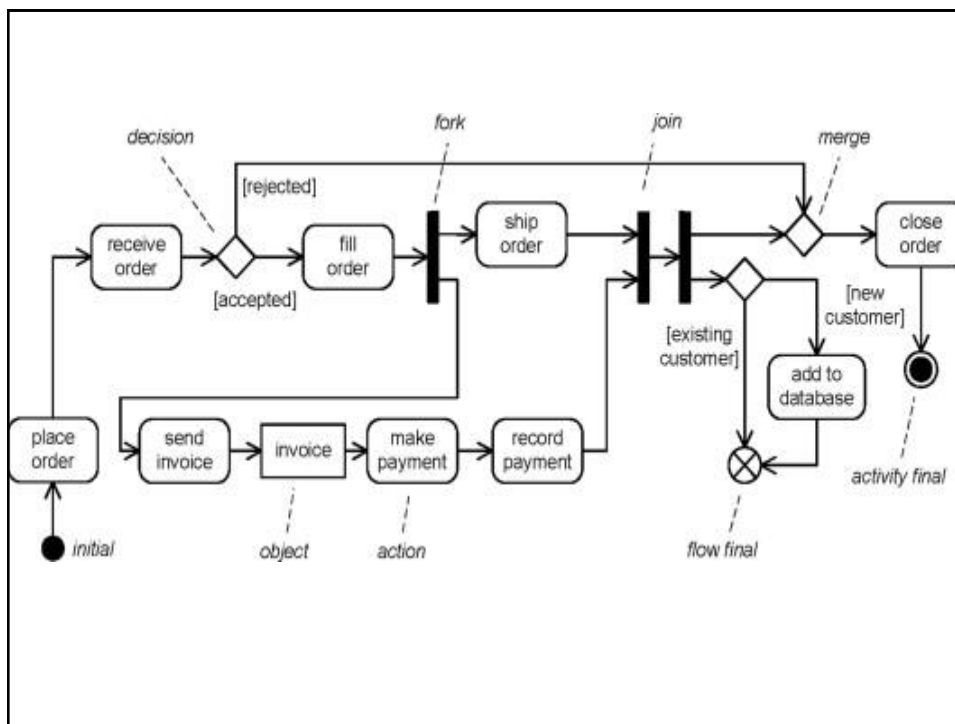 fork
join
decision
merge
[rejected]
receive
order
fill
order
ship
order
close
order
[accepted]
[new
customer]
[existing
customer]
add to
database
place
order
send
invoice
invoice
make
payment
record
payment
activity final
initial
object
action
flow final